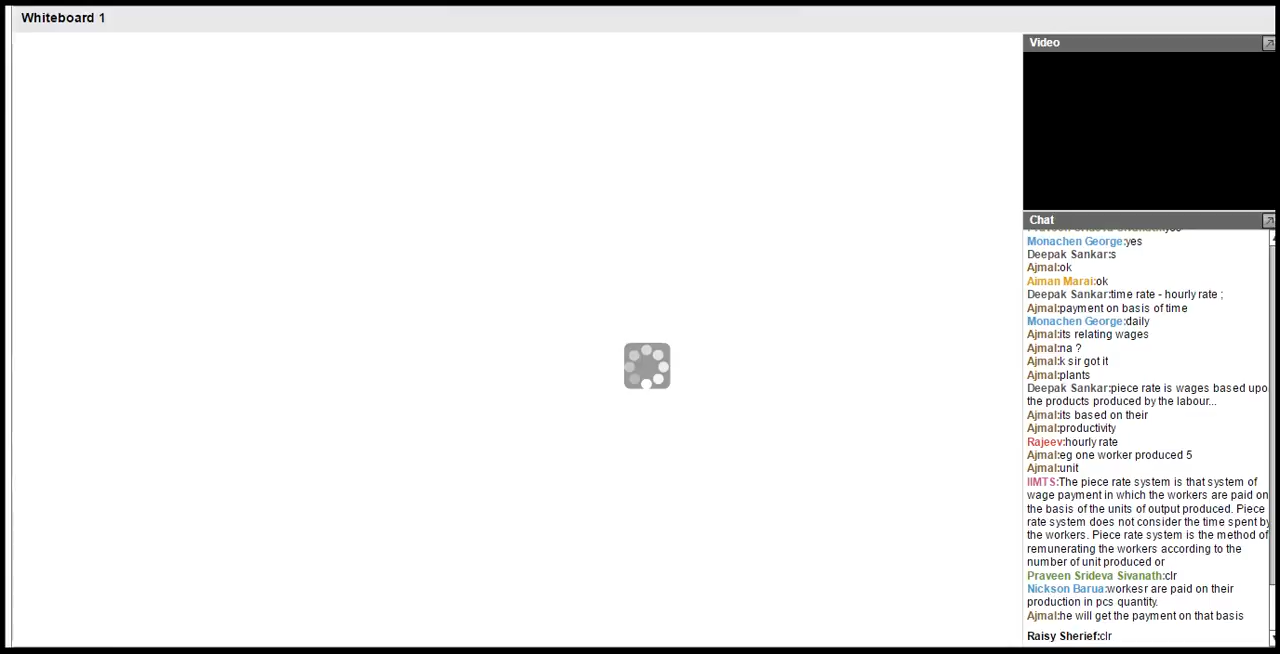 Whiteboard 1
Video
Chat
Monachen George:yes
Deepak Sankar:s
Ajmal:ok
Aiman Marai:ok
Deepak Sankar:time rate - hourly rate ;
Ajmal:payment on basis of time
Monachen George:daily
Ajmal:its relating wages
Ajmal:na ?
Ajmal:k sir got it
Ajmal:plants
Deepak Sankar:piece rate is wages based upo
the products produced by the labour...
Ajmal:its based on their
Ajmal:productivity
Rajeev:hourly rate
Ajmal:eg one worker produced 5
Ajmal:unit
IIMTS:The piece rate system is that system of
wage payment in which the workers are paid on
the basis of the units of output produced. Piece
rate system does not consider the time spent by
the workers. Piece rate system is the method of
remunerating the workers according to the
number of unit produced or
Praveen Srideva Sivanath:clr
Nickson Barua:workesr are paid on their
production in pcs quantity.
Ajmal:he will get the payment on that basis
Raisy Sherief:clr